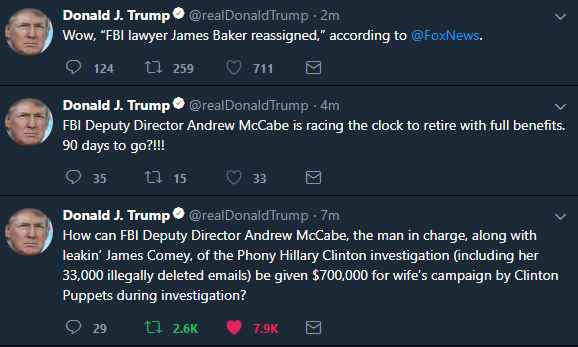 Donald J. Trump @realDonaldTrump · 2m
Wow, “FBI lawyer James Baker reassigned,” according to @FoxNews.
124 259 711
Donald J. Trump @realDonaldTrump · 4m
FBI Deputy Director Andrew McCabe is racing the clock to retire with full benefits.
90 days to go?!!!
35 15 33
Donald J. Trump @realDonaldTrump · 7m
How can FBI Deputy Director Andrew McCabe, the man in charge, along with
leakin’ James Comey, of the Phony Hillary Clinton investigation (including her
33,000 illegally deleted emails) be given $700,000 for wife’s campaign by Clinton
Puppets during investigation?
29 2.6K 7.9K